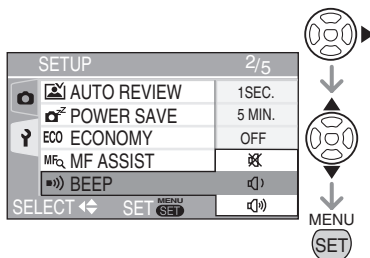 SETUP 2/5
AUTO REVIEW 1SEC.
POWER SAVE 5 MIN.
ECO ECONOMY OFF
MF MF ASSIST
BEEP
SELECT SET MENU SET
MENU
SET